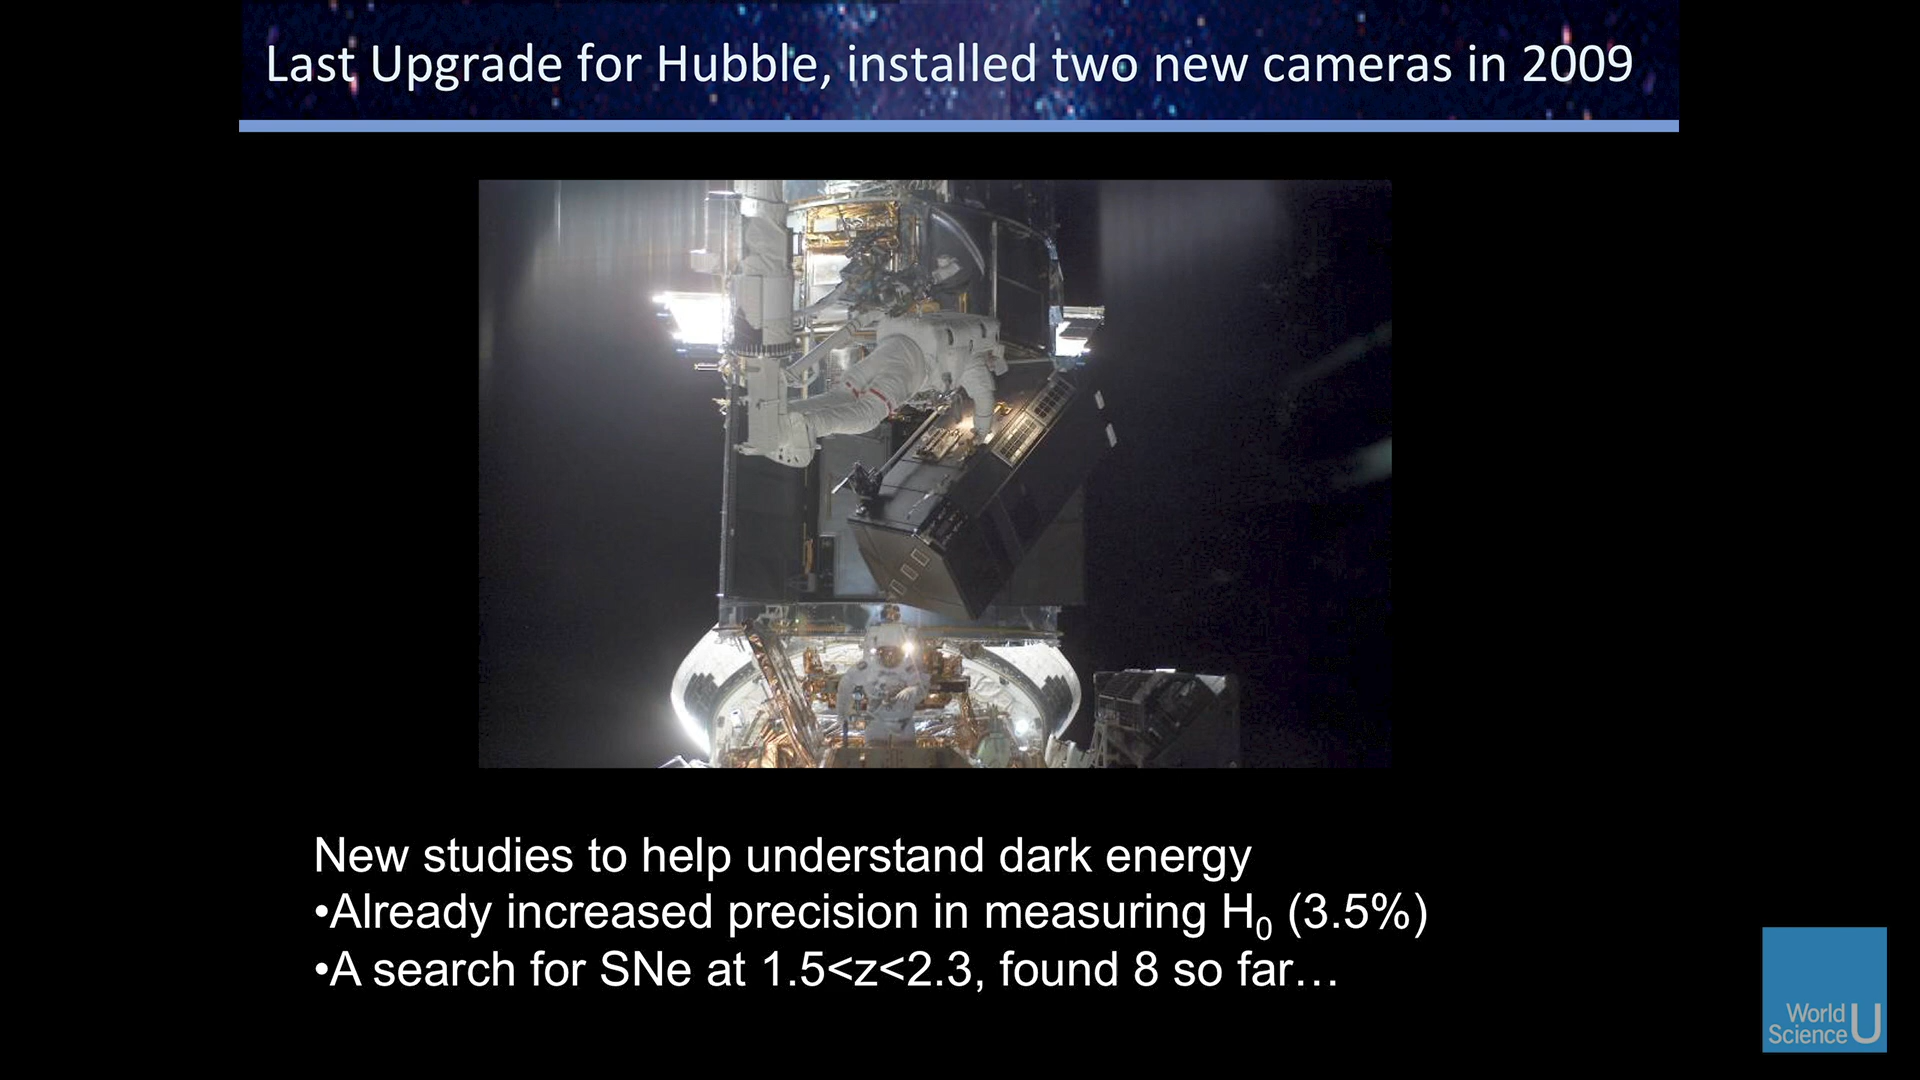 Last Upgrade for Hubble, installed two new cameras in 2009
New studies to help understand dark energy
•Already increased precision in measuring H₀ (3.5%)
•A search for SNe at 1.5<z<2.3, found 8 so far…
World
Science U